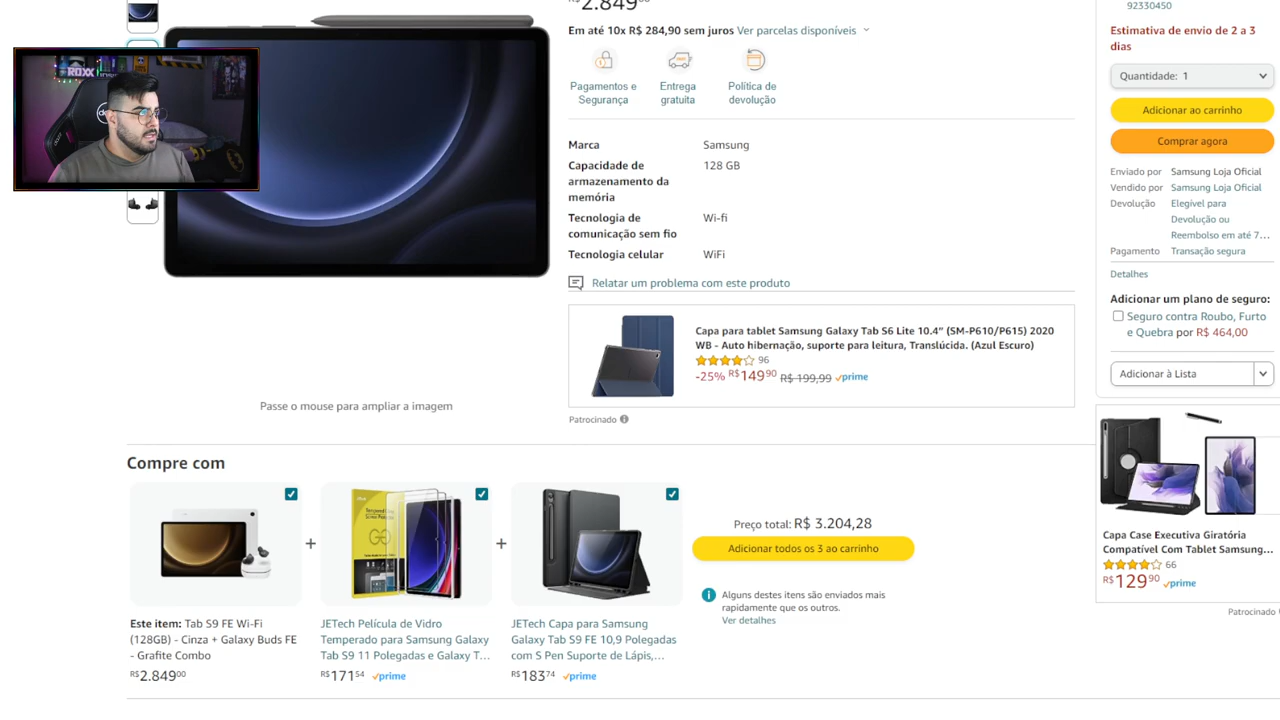 R$2.849⁰⁰
Em até 10x R$ 284,90 sem juros Ver parcelas disponíveis
Pagamentos e
Segurança
Entrega
gratuita
Política de
devolução
Marca
Samsung
Capacidade de
armazenamento da
memória
128 GB
Tecnologia de
comunicação sem fio
Wi-fi
Tecnologia celular
WiFi
Relatar um problema com este produto
Capa para tablet Samsung Galaxy Tab S6 Lite 10.4” (SM-P610/P615) 2020
WB - Auto hibernação, suporte para leitura, Translúcida. (Azul Escuro)
96
-25% R$149⁹⁰ R$ 199,99 prime
Patrocinado
ROXX
Passe o mouse para ampliar a imagem
92330450
Estimativa de envio de 2 a 3
dias
Quantidade: 1
Adicionar ao carrinho
Comprar agora
Enviado por Samsung Loja Oficial
Vendido por Samsung Loja Oficial
Devolução Elegível para
Devolução ou
Reembolso em até 7...
Pagamento Transação segura
Detalhes
Adicionar um plano de seguro:
Seguro contra Roubo, Furto
e Quebra por R$ 464,00
Adicionar à Lista
Capa Case Executiva Giratória
Compatível Com Tablet Samsung...
66
R$129⁹⁰ prime
Patrocinado
Compre com
Este item: Tab S9 FE Wi-Fi
(128GB) - Cinza + Galaxy Buds FE
- Grafite Combo
R$2.849⁰⁰
+
JETech Película de Vidro
Temperado para Samsung Galaxy
Tab S9 11 Polegadas e Galaxy T...
R$171⁵⁴ prime
+
JETech Capa para Samsung
Galaxy Tab S9 FE 10,9 Polegadas
com S Pen Suporte de Lápis,...
R$183⁷⁴ prime
Preço total: R$ 3.204,28
Adicionar todos os 3 ao carrinho
Alguns destes itens são enviados mais
rapidamente que os outros.
Ver detalhes